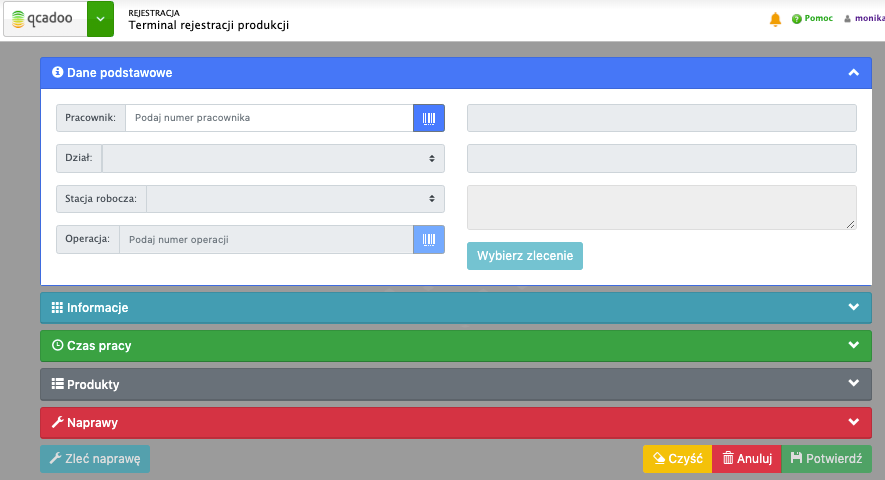 qcadoo
REJESTRACJA
Terminal rejestracji produkcji
Pomoc
monika
Dane podstawowe
Pracownik: Podaj numer pracownika
Dział:
Stacja robocza:
Operacja: Podaj numer operacji
Wybierz zlecenie
Informacje
Czas pracy
Produkty
Naprawy
Zleć naprawę
Czyść
Anuluj
Potwierdź